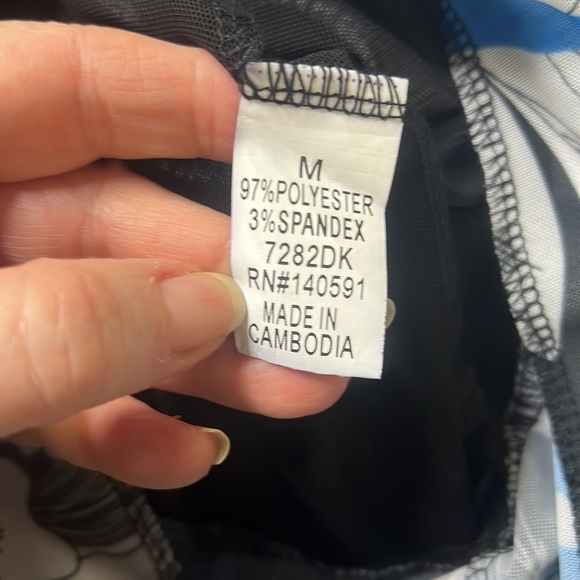 M
97%POLYESTER
3%SPANDEX
7282DK
RN#140591
MADE IN
CAMBODIA